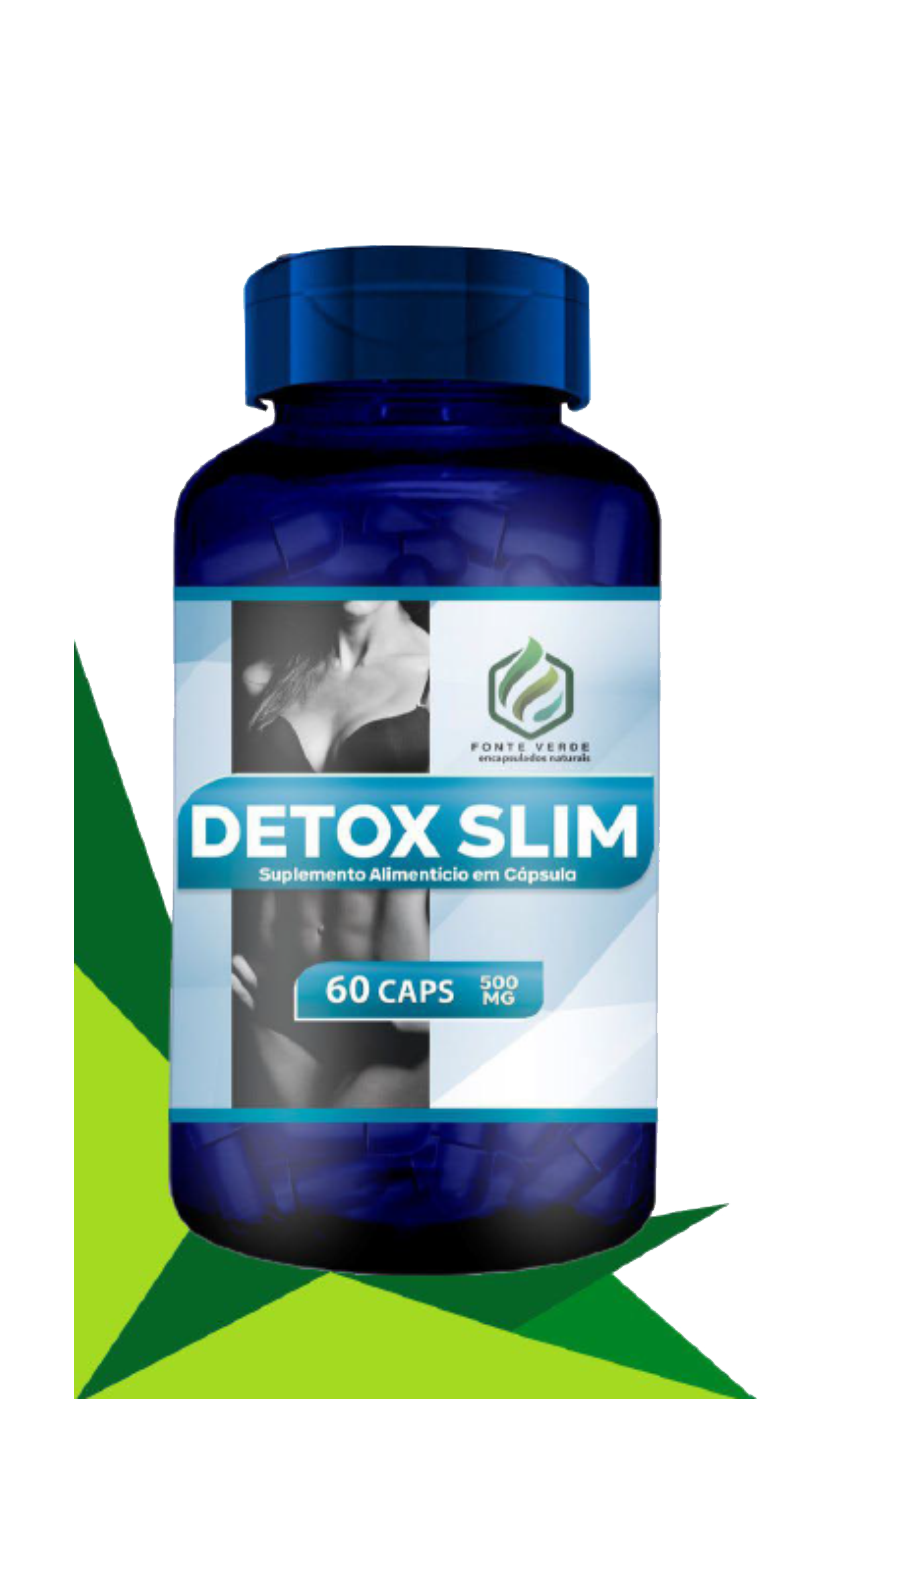 FONTE VERDE
encapsulados naturais
DETOX SLIM
Suplemento Alimentício em Cápsula
60 CAPS 500 MG